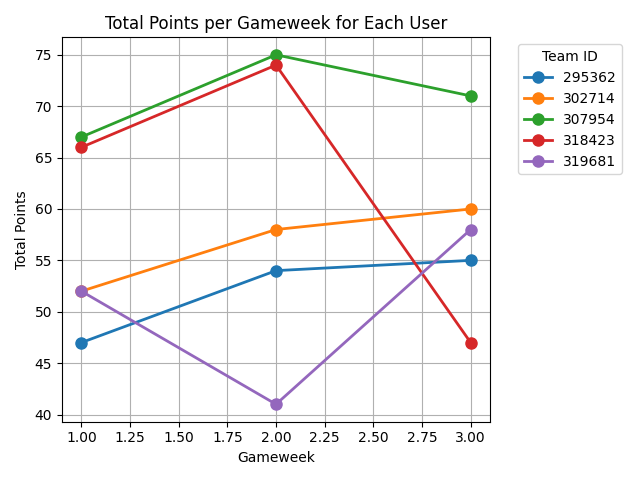 Total Points per Gameweek for Each User
Total Points
75
70
65
60
55
50
45
40
1.00 1.25 1.50 1.75 2.00 2.25 2.50 2.75 3.00
Gameweek
Team ID
295362
302714
307954
318423
319681